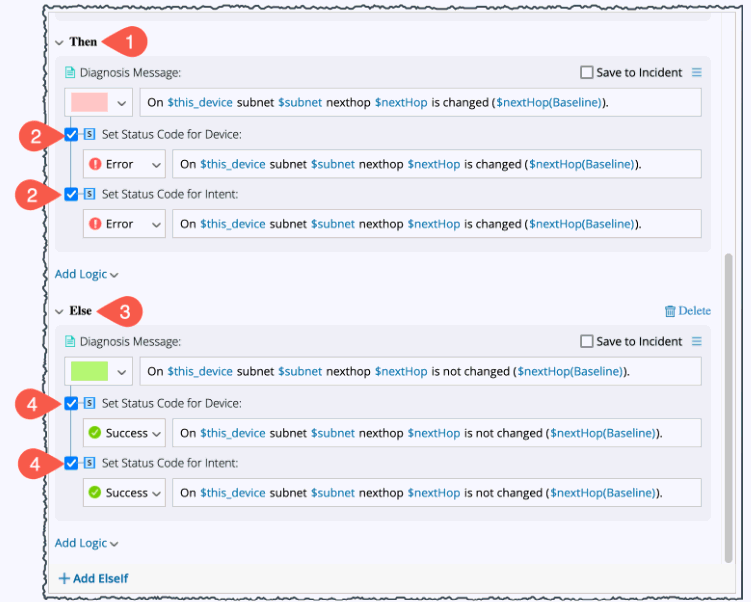 Then 1
Diagnosis Message: Save to Incident
On $this_device subnet $subnet nexthop $nextHop is changed ($nextHop(Baseline)).
2 S Set Status Code for Device:
Error On $this_device subnet $subnet nexthop $nextHop is changed ($nextHop(Baseline)).
2 S Set Status Code for Intent:
Error On $this_device subnet $subnet nexthop $nextHop is changed ($nextHop(Baseline)).
Add Logic
Else 3 Delete
Diagnosis Message: Save to Incident
On $this_device subnet $subnet nexthop $nextHop is not changed ($nextHop(Baseline)).
4 S Set Status Code for Device:
Success On $this_device subnet $subnet nexthop $nextHop is not changed ($nextHop(Baseline)).
4 S Set Status Code for Intent:
Success On $this_device subnet $subnet nexthop $nextHop is not changed ($nextHop(Baseline)).
Add Logic
+ Add ElseIf